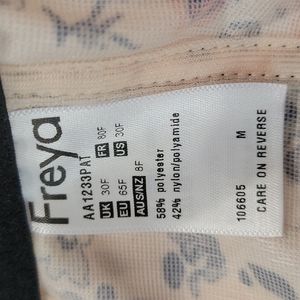 Freya
AA1233PAT
UK 30F FR 80F
EU 65F US 30F
AUS/NZ 8F
58% polyester
42% nylon/polyamide
106605 M
CARE ON REVERSE